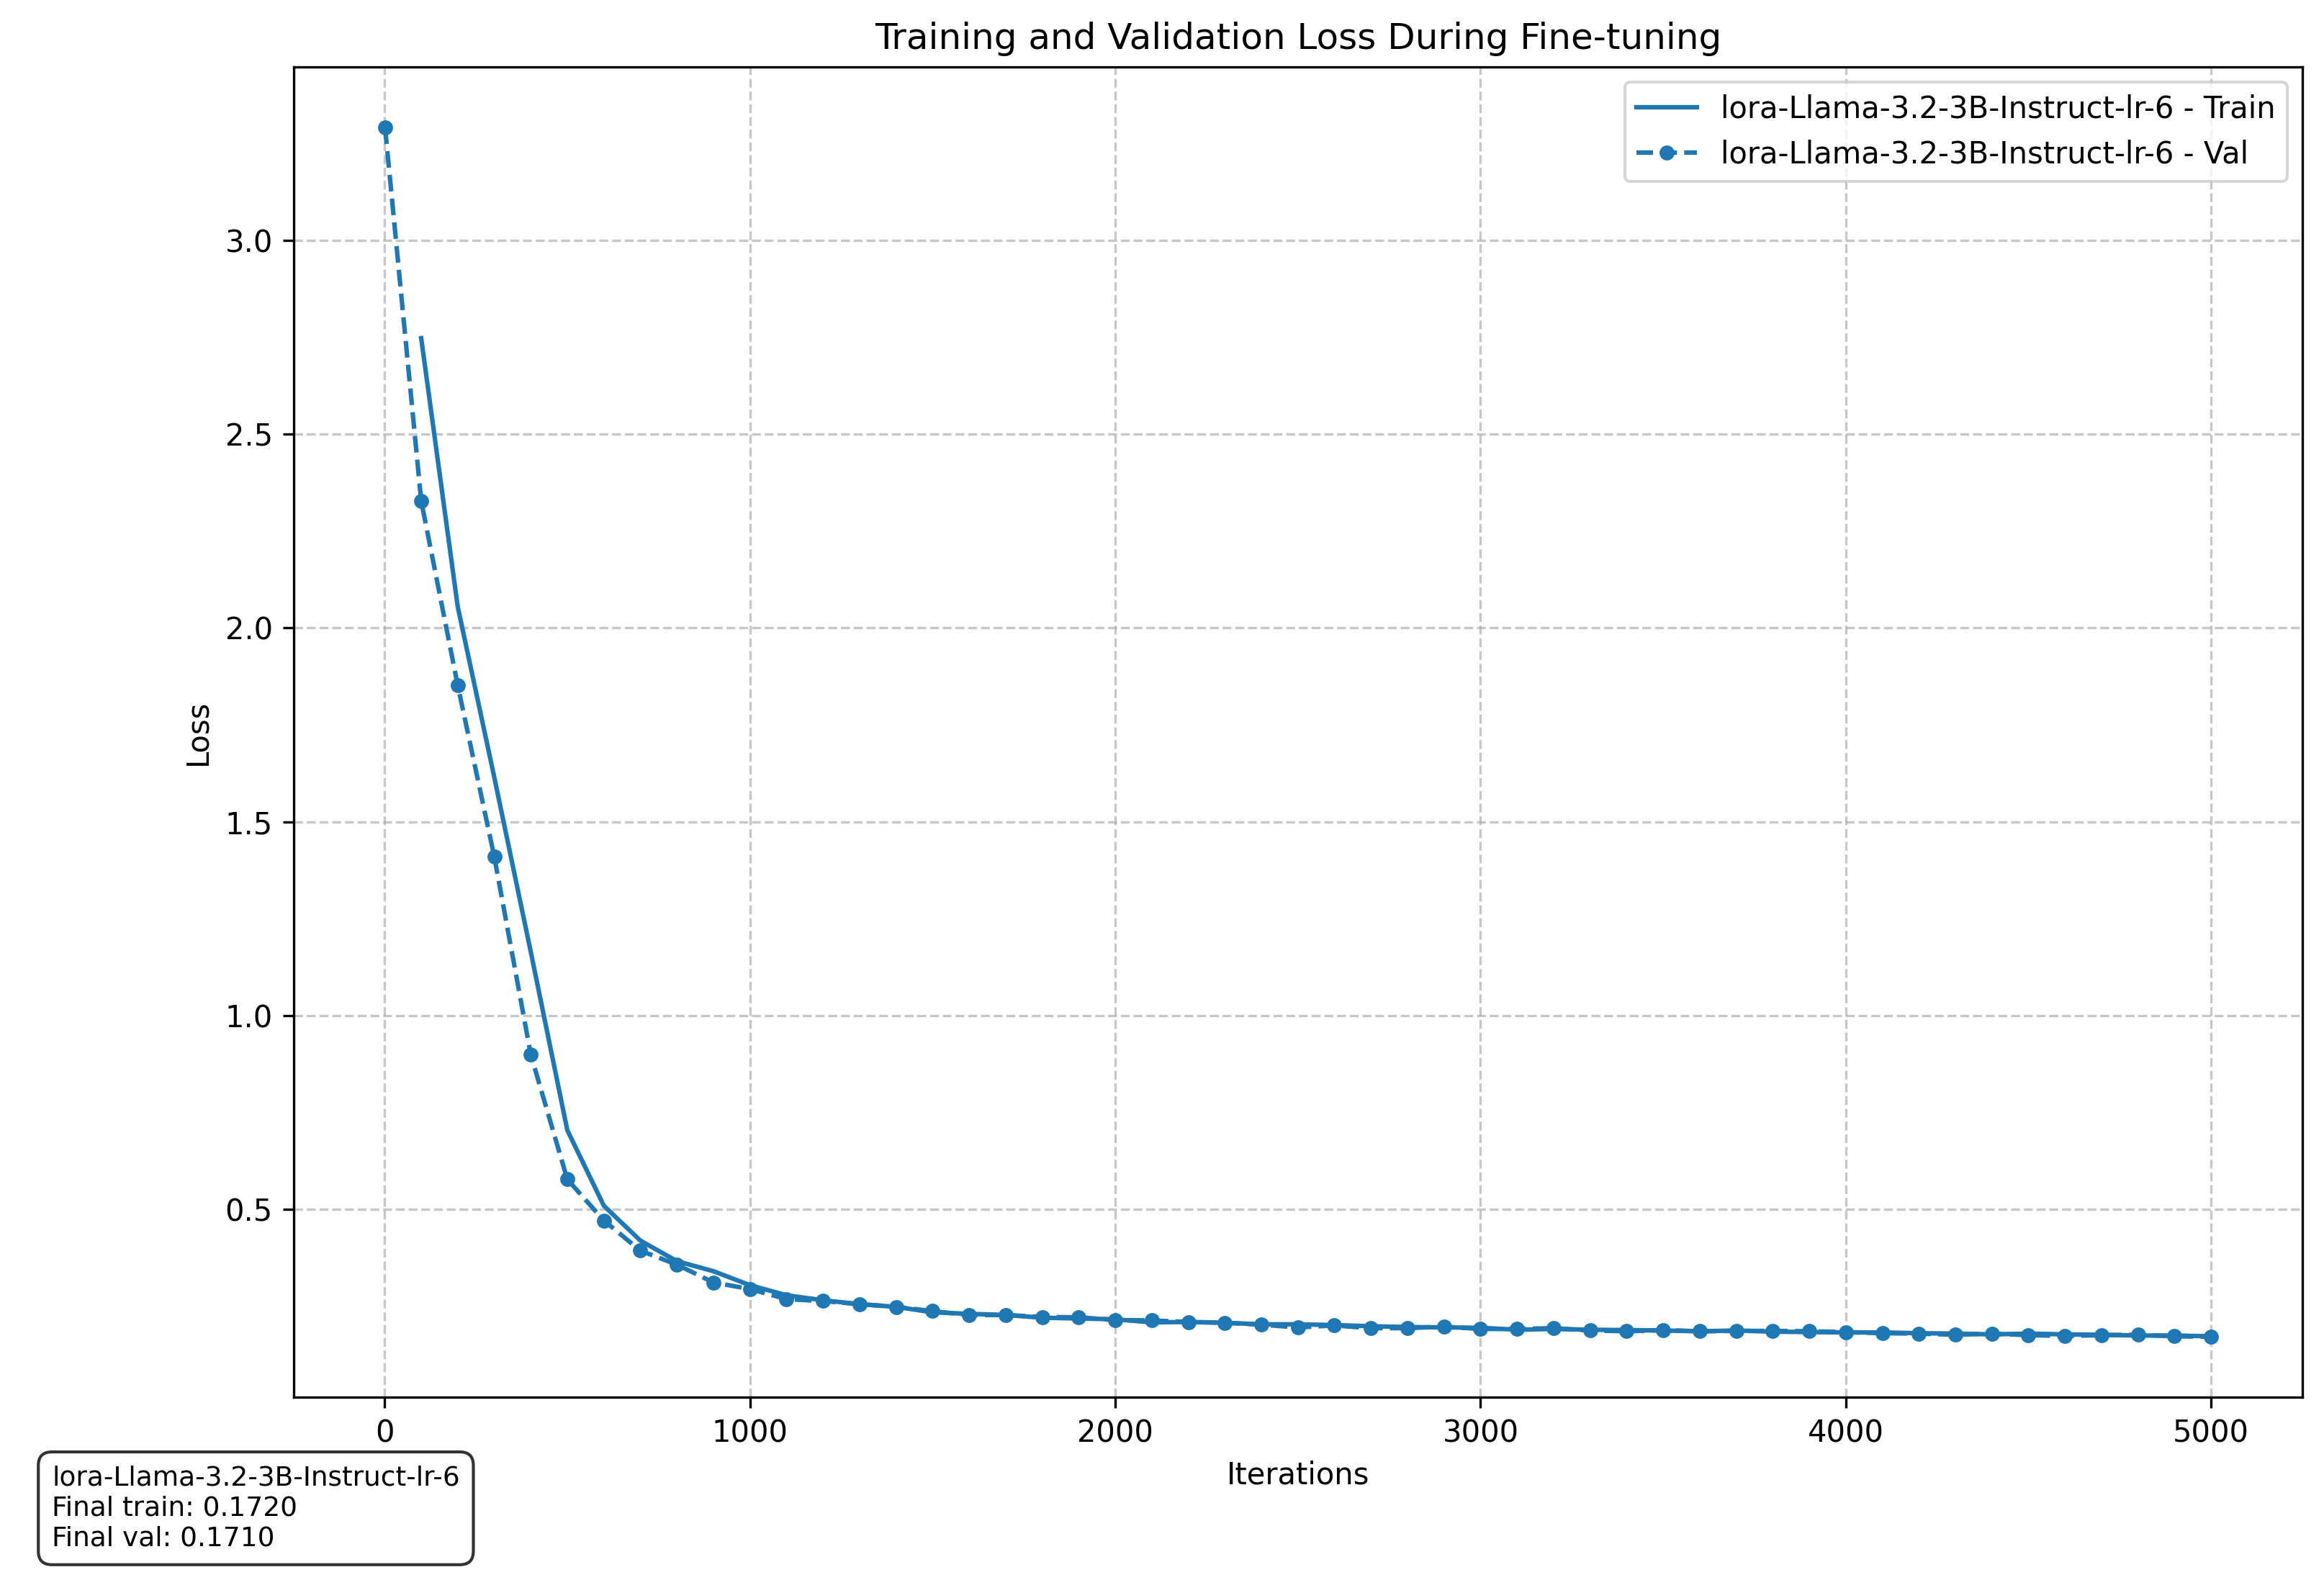 Training and Validation Loss During Fine-tuning
lora-Llama-3.2-3B-Instruct-lr-6 - Train
lora-Llama-3.2-3B-Instruct-lr-6 - Val
3.0
2.5
2.0
1.5
1.0
0.5
Loss
0 1000 2000 3000 4000 5000
Iterations
lora-Llama-3.2-3B-Instruct-lr-6
Final train: 0.1720
Final val: 0.1710